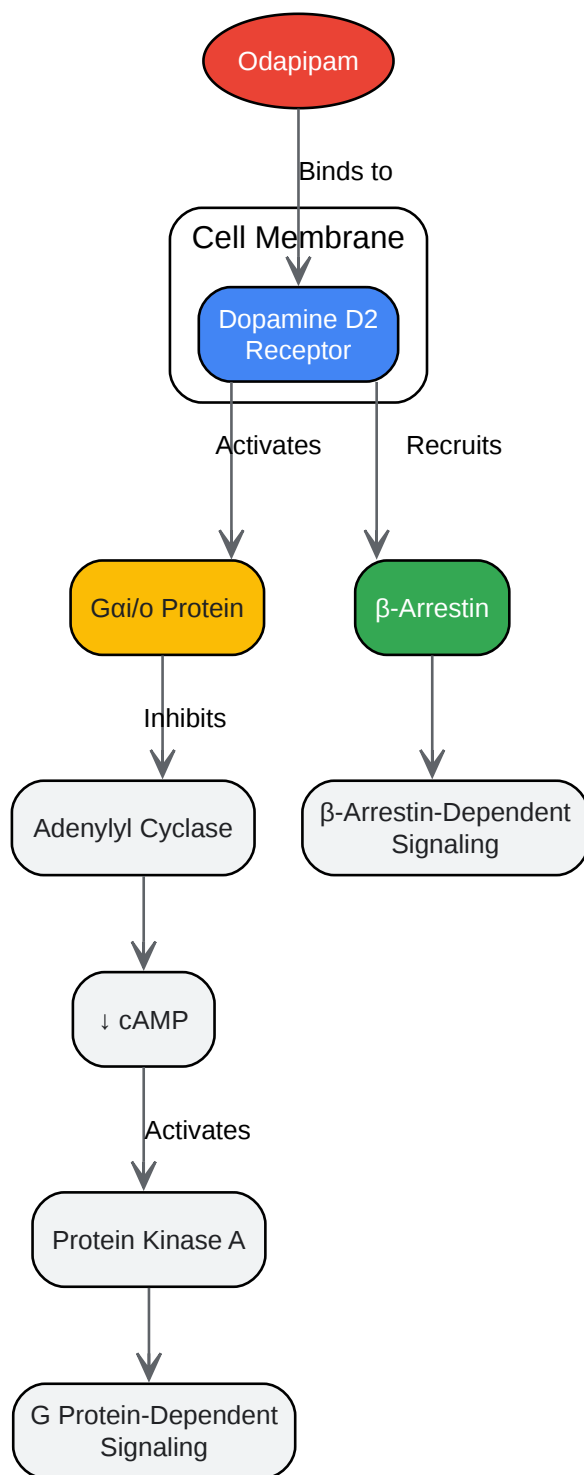 Odapipam
Binds to
Cell Membrane
Dopamine D2
Receptor
Activates
Recruits
Gαi/o Protein
β-Arrestin
Inhibits
Adenylyl Cyclase
β-Arrestin-Dependent
Signaling
↓ cAMP
Activates
Protein Kinase A
G Protein-Dependent
Signaling